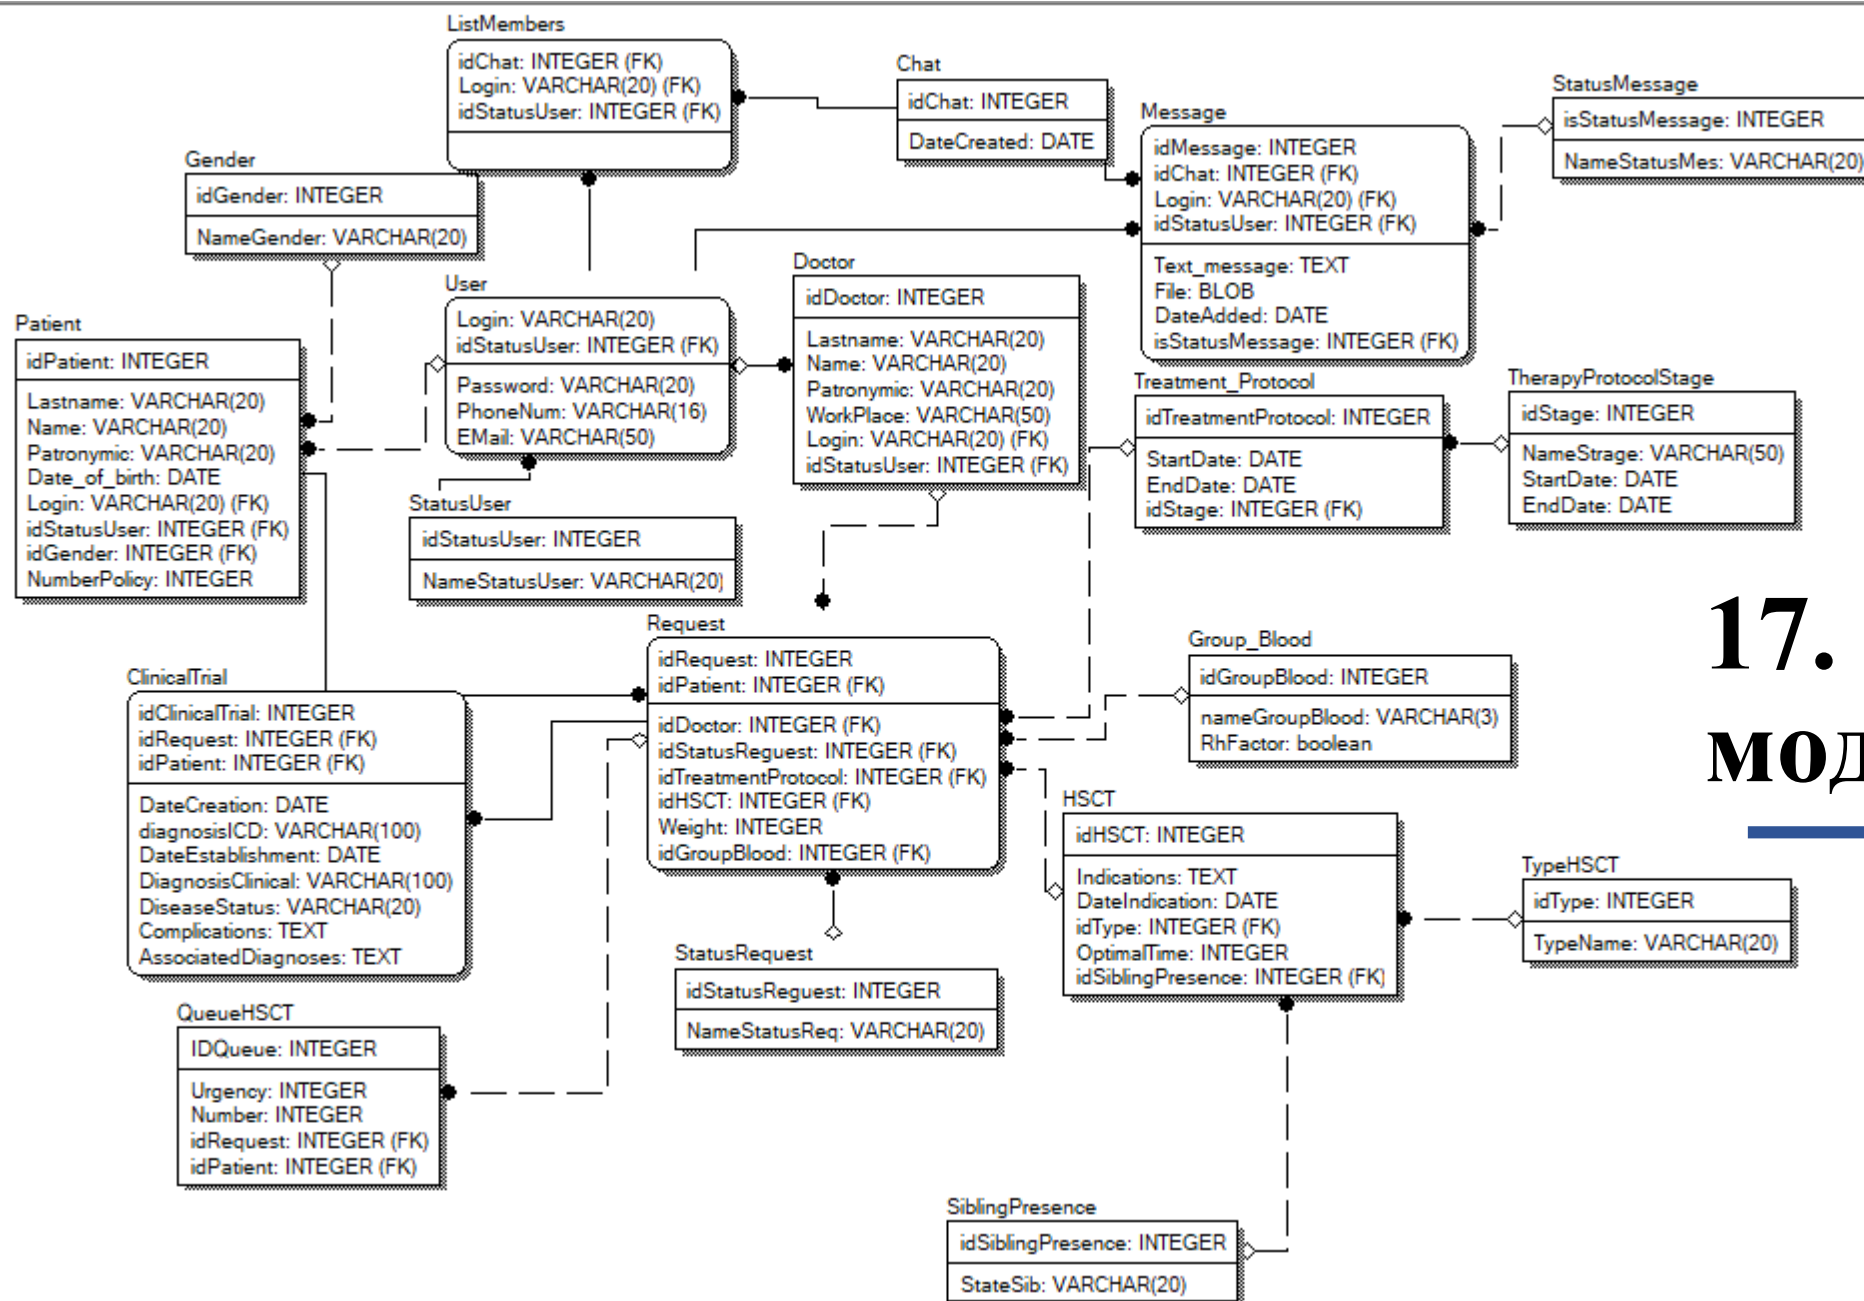 ListMembers
idChat: INTEGER (FK)
Login: VARCHAR(20) (FK)
idStatusUser: INTEGER (FK)
Chat
idChat: INTEGER
DateCreated: DATE
StatusMessage
isStatusMessage: INTEGER
NameStatusMes: VARCHAR(20)
Message
idMessage: INTEGER
idChat: INTEGER (FK)
Login: VARCHAR(20) (FK)
idStatusUser: INTEGER (FK)
Text_message: TEXT
File: BLOB
DateAdded: DATE
isStatusMessage: INTEGER (FK)
Gender
idGender: INTEGER
NameGender: VARCHAR(20)
User
Login: VARCHAR(20)
idStatusUser: INTEGER (FK)
Password: VARCHAR(20)
PhoneNum: VARCHAR(16)
EMail: VARCHAR(50)
Doctor
idDoctor: INTEGER
Lastname: VARCHAR(20)
Name: VARCHAR(20)
Patronymic: VARCHAR(20)
WorkPlace: VARCHAR(50)
Login: VARCHAR(20) (FK)
idStatusUser: INTEGER (FK)
Patient
idPatient: INTEGER
Lastname: VARCHAR(20)
Name: VARCHAR(20)
Patronymic: VARCHAR(20)
Date_of_birth: DATE
Login: VARCHAR(20) (FK)
idStatusUser: INTEGER (FK)
idGender: INTEGER (FK)
NumberPolicy: INTEGER
Treatment_Protocol
idTreatmentProtocol: INTEGER
StartDate: DATE
EndDate: DATE
idStage: INTEGER (FK)
TherapyProtocolStage
idStage: INTEGER
NameStrage: VARCHAR(50)
StartDate: DATE
EndDate: DATE
StatusUser
idStatusUser: INTEGER
NameStatusUser: VARCHAR(20)
17.
мод
Request
idRequest: INTEGER
idPatient: INTEGER (FK)
idDoctor: INTEGER (FK)
idStatusReguest: INTEGER (FK)
idTreatmentProtocol: INTEGER (FK)
idHSCT: INTEGER (FK)
Weight: INTEGER
idGroupBlood: INTEGER (FK)
Group_Blood
idGroupBlood: INTEGER
nameGroupBlood: VARCHAR(3)
RhFactor: boolean
ClinicalTrial
idClinicalTrial: INTEGER
idRequest: INTEGER (FK)
idPatient: INTEGER (FK)
DateCreation: DATE
diagnosisICD: VARCHAR(100)
DateEstablishment: DATE
DiagnosisClinical: VARCHAR(100)
DiseaseStatus: VARCHAR(20)
Complications: TEXT
AssociatedDiagnoses: TEXT
HSCT
idHSCT: INTEGER
Indications: TEXT
DateIndication: DATE
idType: INTEGER (FK)
OptimalTime: INTEGER
idSiblingPresence: INTEGER (FK)
TypeHSCT
idType: INTEGER
TypeName: VARCHAR(20)
StatusRequest
idStatusReguest: INTEGER
NameStatusReq: VARCHAR(20)
QueueHSCT
IDQueue: INTEGER
Urgency: INTEGER
Number: INTEGER
idRequest: INTEGER (FK)
idPatient: INTEGER (FK)
SiblingPresence
idSiblingPresence: INTEGER
StateSib: VARCHAR(20)